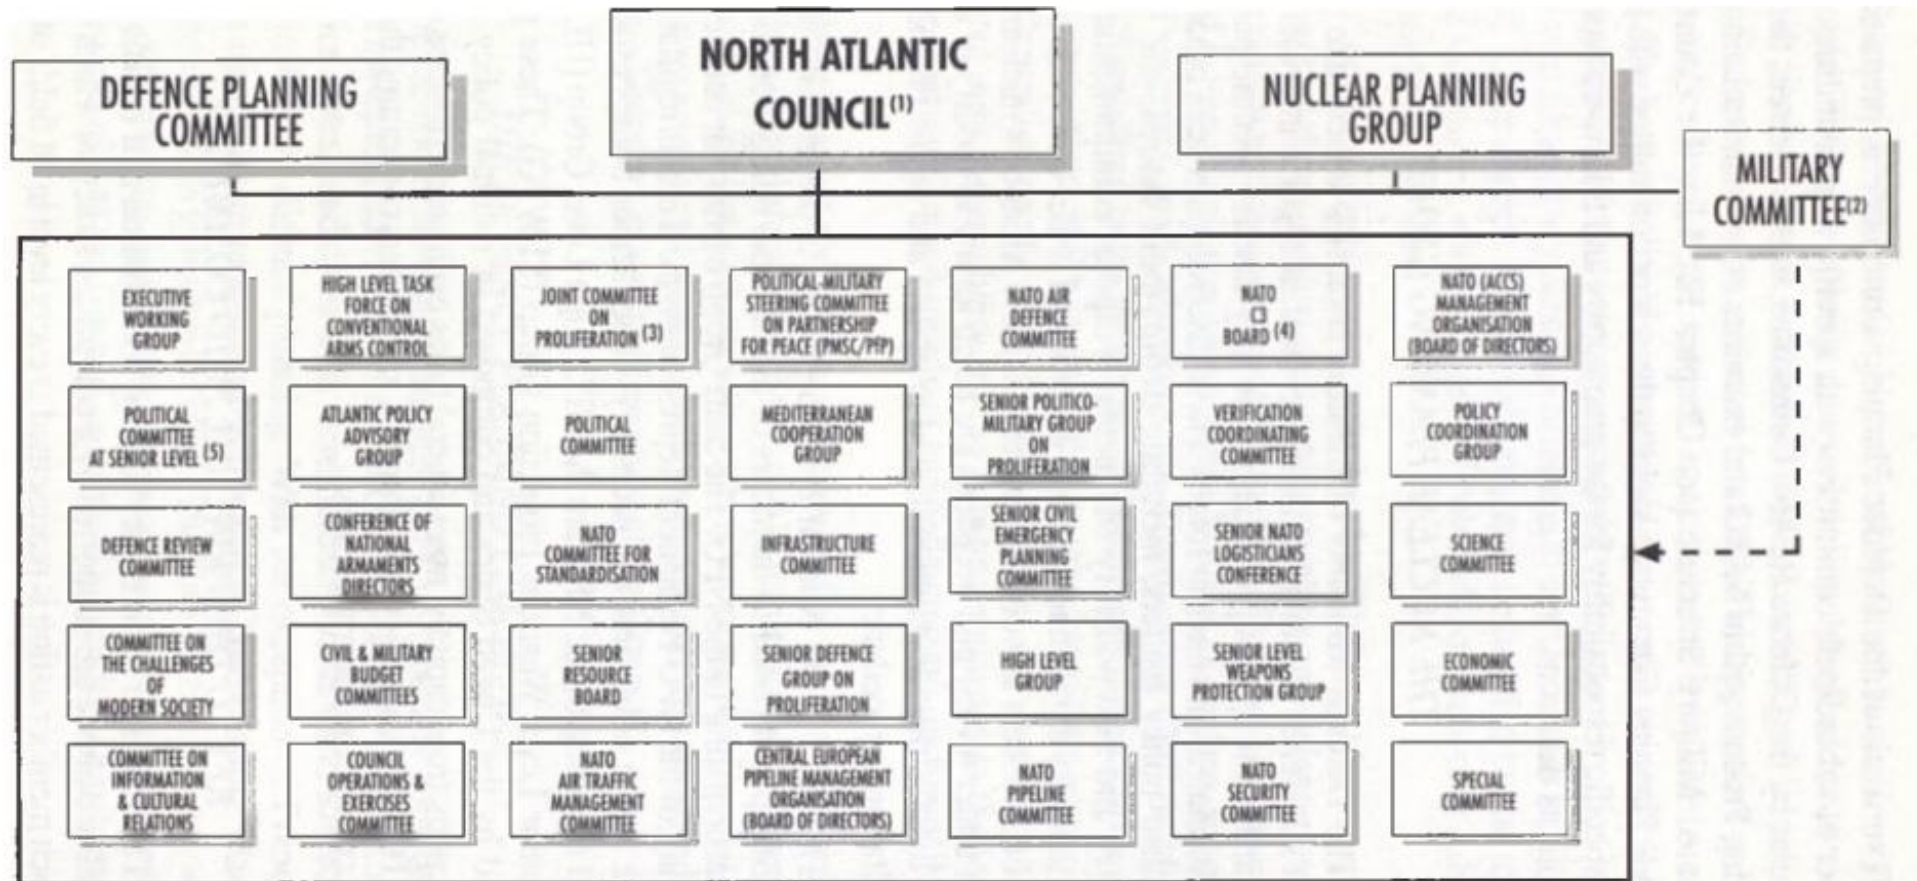 DEFENCE PLANNING
COMMITTEE
NORTH ATLANTIC
COUNCIL(1)
NUCLEAR PLANNING
GROUP
MILITARY
COMMITTEE(2)
EXECUTIVE
WORKING
GROUP
HIGH LEVEL TASK
FORCE ON
CONVENTIONAL
ARMS CONTROL
JOINT COMMITTEE
ON
PROLIFERATION (3)
POLITICAL-MILITARY
STEERING COMMITTEE
ON PARTNERSHIP
FOR PEACE (PMSC/PfP)
NATO AIR
DEFENCE
COMMITTEE
NATO
C3
BOARD (4)
NATO (ACCS)
MANAGEMENT
ORGANISATION
(BOARD OF DIRECTORS)
POLITICAL
COMMITTEE
AT SENIOR LEVEL (5)
ATLANTIC POLICY
ADVISORY
GROUP
POLITICAL
COMMITTEE
MEDITERRANEAN
COOPERATION
GROUP
SENIOR POLITICO-
MILITARY GROUP
ON
PROLIFERATION
VERIFICATION
COORDINATING
COMMITTEE
POLICY
COORDINATION
GROUP
DEFENCE REVIEW
COMMITTEE
CONFERENCE OF
NATIONAL
ARMAMENTS
DIRECTORS
NATO
COMMITTEE FOR
STANDARDISATION
INFRASTRUCTURE
COMMITTEE
SENIOR CIVIL
EMERGENCY
PLANNING
COMMITTEE
SENIOR NATO
LOGISTICIANS
CONFERENCE
SCIENCE
COMMITTEE
COMMITTEE ON
THE CHALLENGES
OF
MODERN SOCIETY
CIVIL & MILITARY
BUDGET
COMMITTEES
SENIOR
RESOURCE
BOARD
SENIOR DEFENCE
GROUP ON
PROLIFERATION
HIGH LEVEL
GROUP
SENIOR LEVEL
WEAPONS
PROTECTION GROUP
ECONOMIC
COMMITTEE
COMMITTEE ON
INFORMATION
& CULTURAL
RELATIONS
COUNCIL
OPERATIONS &
EXERCISES
COMMITTEE
NATO
AIR TRAFFIC
MANAGEMENT
COMMITTEE
CENTRAL EUROPEAN
PIPELINE MANAGEMENT
ORGANISATION
(BOARD OF DIRECTORS)
NATO
PIPELINE
COMMITTEE
NATO
SECURITY
COMMITTEE
SPECIAL
COMMITTEE